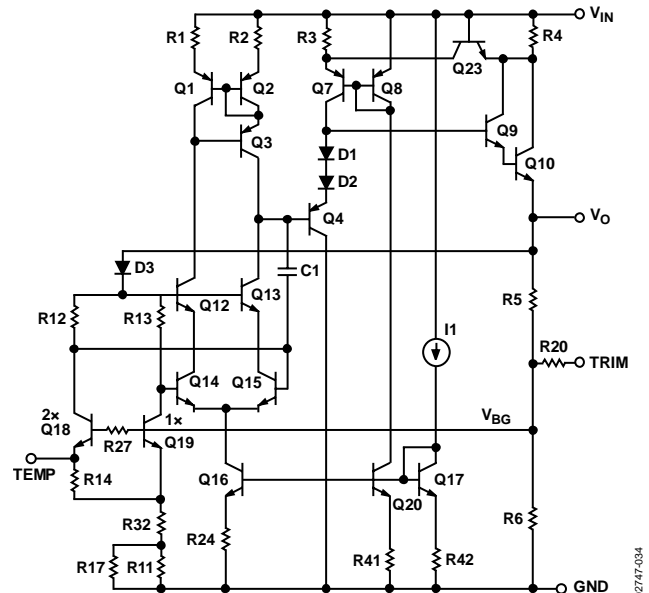 V_IN
R1
R2
R3
R4
Q23
Q1
Q2
Q7
Q8
Q3
Q9
D1
Q10
D2
Q4
V_O
D3
C1
R5
Q12
Q13
R12
R13
I1
R20
TRIM
Q14
Q15
2×
1×
V_BG
Q18
R27
Q19
TEMP
R14
Q16
Q17
Q20
R6
R32
R24
R17
R11
R41
R42
GND
02747-034